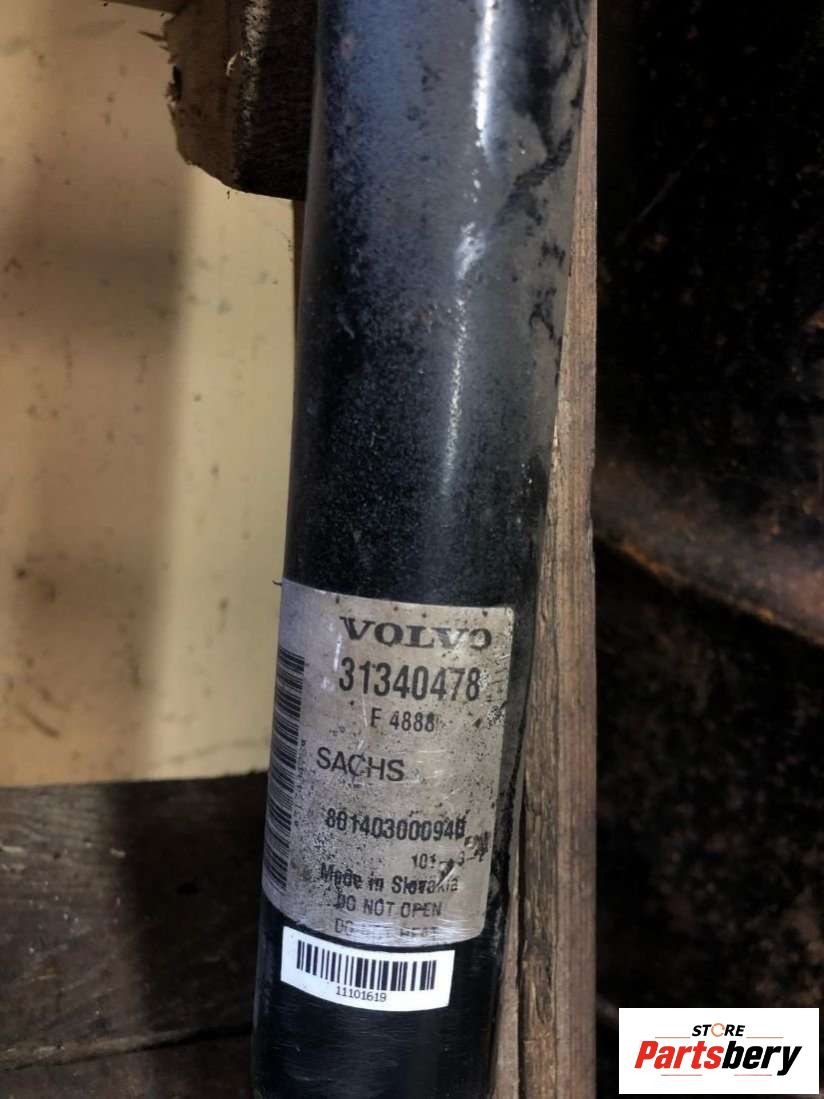 VOLVO
31340478
F 4888
SACHS
Made in Slovakia
DO NOT OPEN
11101619
STORE
Partsbery